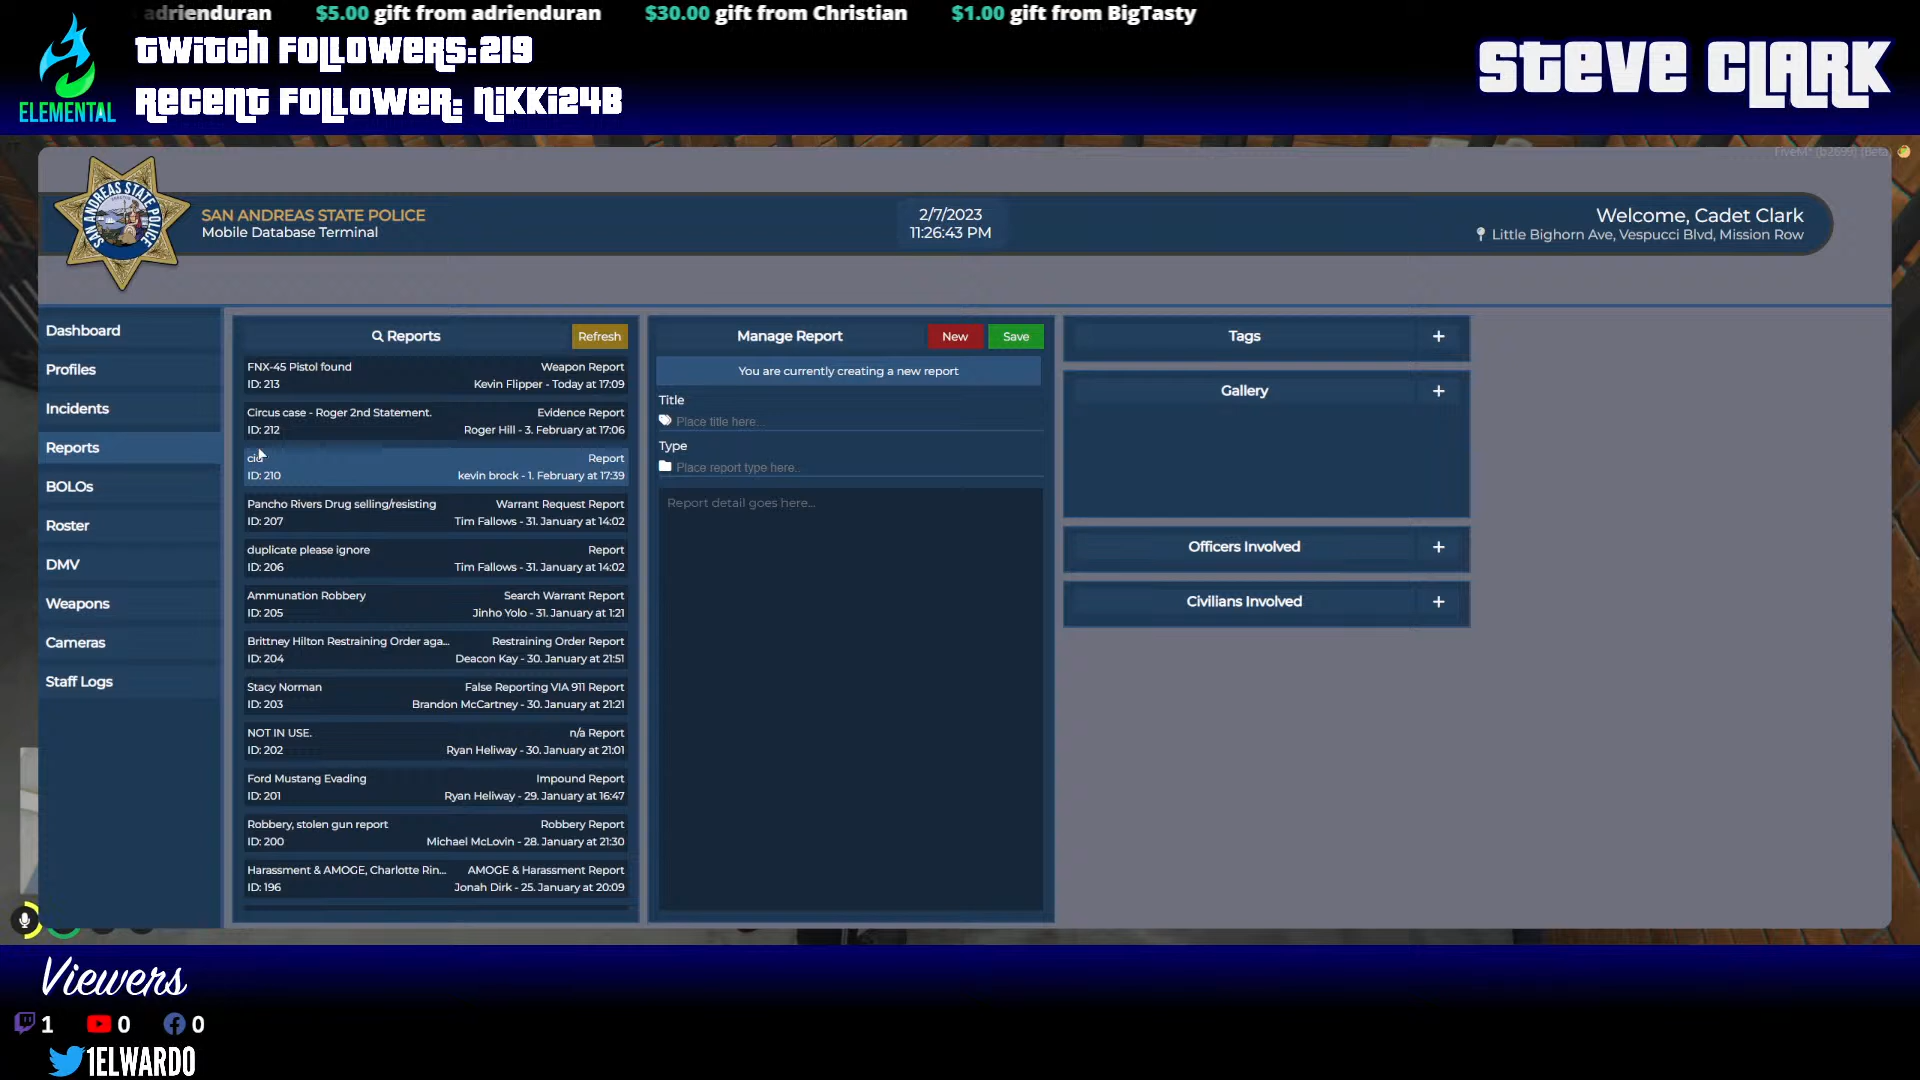 adrienduran $5.00 gift from adrienduran $30.00 gift from Christian $1.00 gift from BigTasty
TWITCH FOLLOWERS:219
RECENT FOLLOWER: NIKKI24B
ELEMENTAL
STEVE CLARK
FiveM* (b2699) (Beta)
SAN ANDREAS STATE POLICE
SAN ANDREAS STATE POLICE
Mobile Database Terminal
2/7/2023
11:26:43 PM
Welcome, Cadet Clark
Little Bighorn Ave, Vespucci Blvd, Mission Row
Dashboard
Profiles
Incidents
Reports
BOLOs
Roster
DMV
Weapons
Cameras
Staff Logs
Reports Refresh
FNX-45 Pistol found Weapon Report
ID: 213 Kevin Flipper - Today at 17:09
Circus case - Roger 2nd Statement. Evidence Report
ID: 212 Roger Hill - 3. February at 17:06
cid Report
ID: 210 kevin brock - 1. February at 17:39
Pancho Rivers Drug selling/resisting Warrant Request Report
ID: 207 Tim Fallows - 31. January at 14:02
duplicate please ignore Report
ID: 206 Tim Fallows - 31. January at 14:02
Ammunation Robbery Search Warrant Report
ID: 205 Jinho Yolo - 31. January at 1:21
Brittney Hilton Restraining Order aga... Restraining Order Report
ID: 204 Deacon Kay - 30. January at 21:51
Stacy Norman False Reporting VIA 911 Report
ID: 203 Brandon McCartney - 30. January at 21:21
NOT IN USE. n/a Report
ID: 202 Ryan Heliway - 30. January at 21:01
Ford Mustang Evading Impound Report
ID: 201 Ryan Heliway - 29. January at 16:47
Robbery, stolen gun report Robbery Report
ID: 200 Michael McLovin - 28. January at 21:30
Harassment & AMOGE, Charlotte Rin... AMOGE & Harassment Report
ID: 196 Jonah Dirk - 25. January at 20:09
Manage Report New Save
You are currently creating a new report
Title
Place title here...
Type
Place report type here..
Report detail goes here...
Tags +
Gallery +
Officers Involved +
Civilians Involved +
Viewers
1 0 0
1ELWARDO